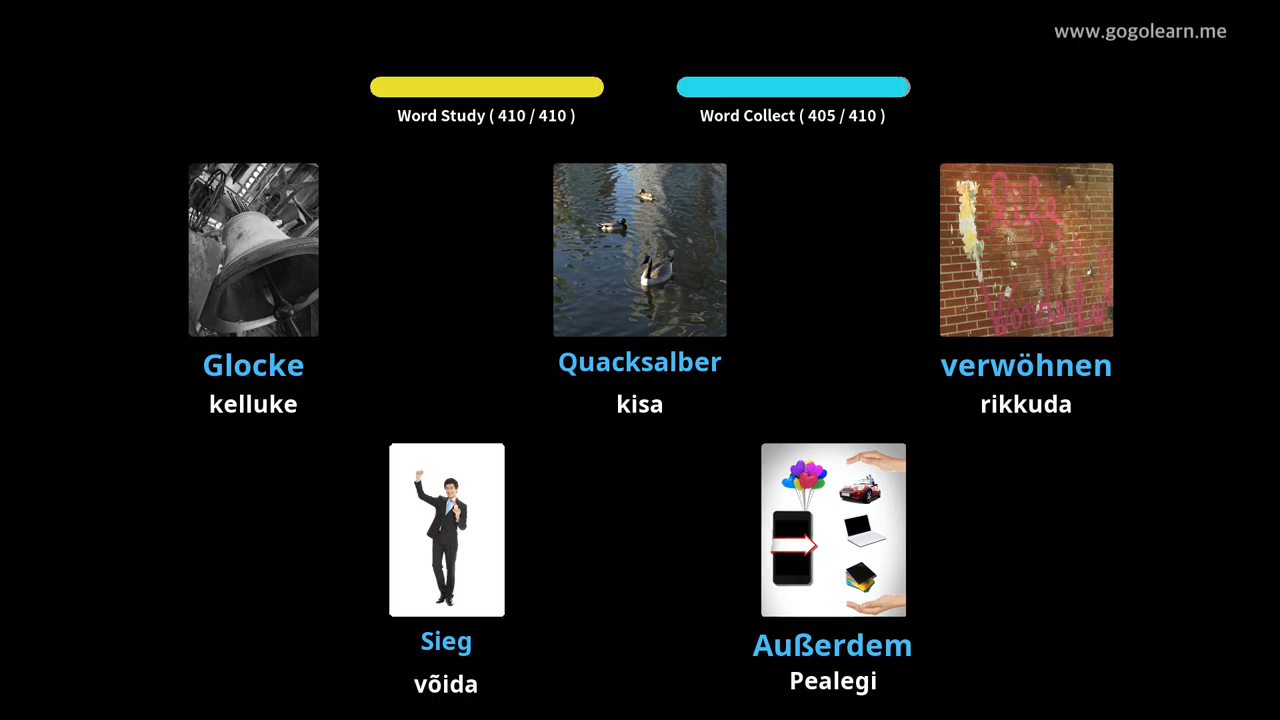 www.gogolearn.me
Word Study ( 410 / 410 )
Word Collect ( 405 / 410 )
Glocke
kelluke
Quacksalber
kisa
verwöhnen
rikkuda
Sieg
võida
Außerdem
Pealegi